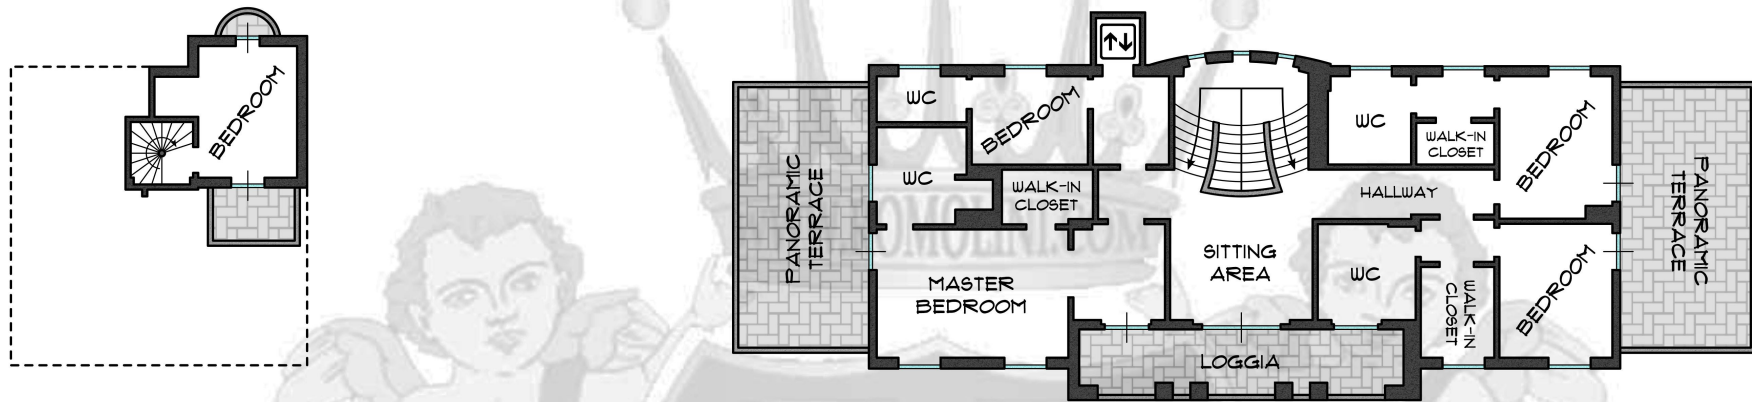 BEDROOM
PANORAMIC
TERRACE
WC
BEDROOM
WC
WALK-IN
CLOSET
MASTER
BEDROOM
SITTING
AREA
LOGGIA
HALLWAY
WC
WALK-IN
CLOSET
BEDROOM
WC
WALK-IN
CLOSET
BEDROOM
PANORAMIC
TERRACE